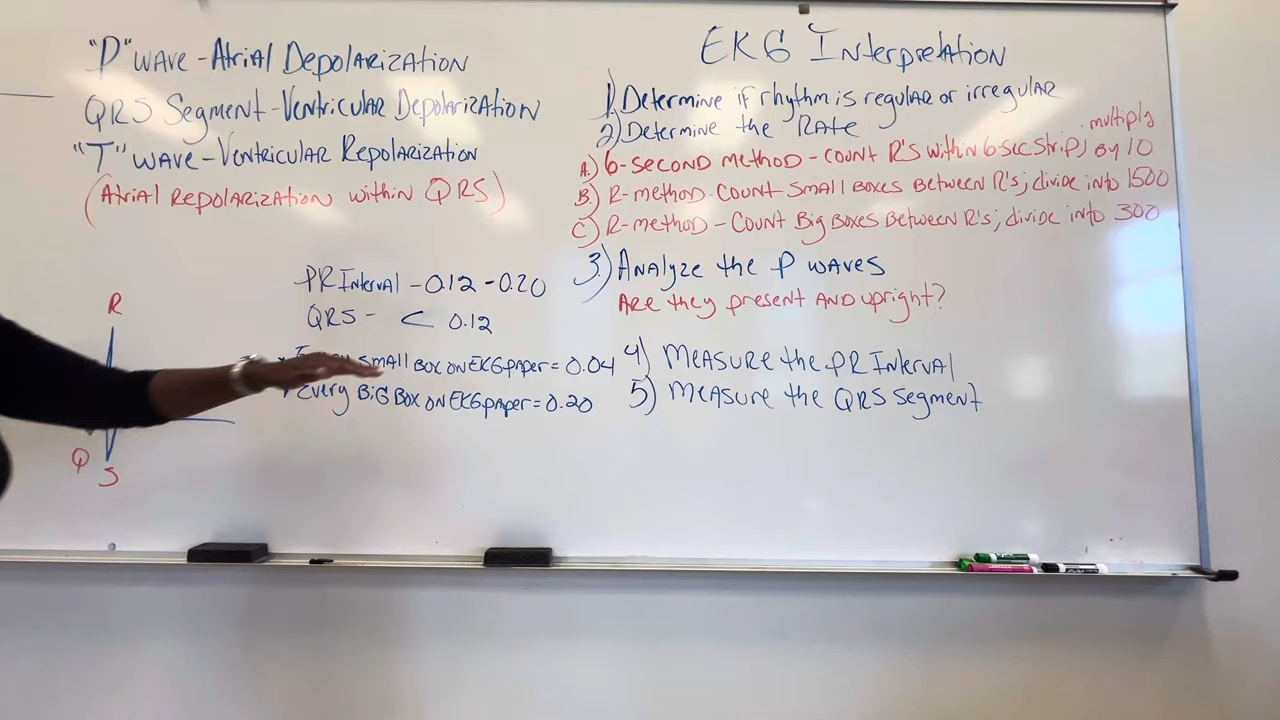 "P" WAVE - Atrial Depolarization
QRS Segment - Ventricular Depolarization
"T" WAVE - Ventricular Repolarization
(Atrial Repolarization within QRS)
R
Q
S
PR Interval - 0.12 - 0.20
QRS - < 0.12
small box on EKG paper = 0.04
* Every Big Box on EKG paper = 0.20
EKG Interpretation
1.) Determine if rhythm is regular or irregular
2) Determine the Rate
A.) 6-second method - count R's within 6-sec strip; multiply by 10
B.) R-method - Count small boxes Between R's; divide into 1500
C) R-method - Count Big boxes Between R's; divide into 300
3.) Analyze the P waves
Are they present and upright?
4) Measure the PR Interval
5) Measure the QRS segment